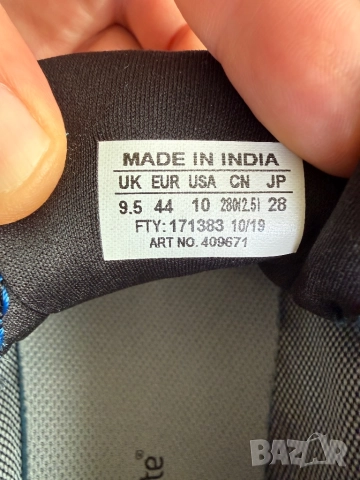 MADE IN INDIA
UK EUR USA CN JP
9.5 44 10 280(2.5) 28
FTY: 171383 10/19
ART NO. 409671
®
BAZAR